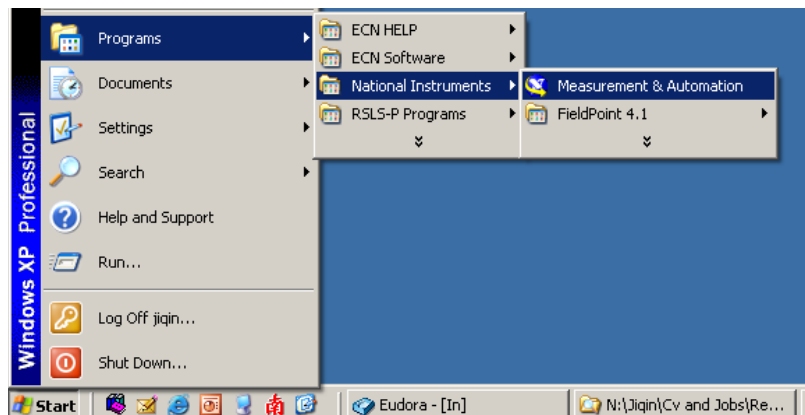 Windows XP Professional
Programs
Documents
Settings
Search
Help and Support
Run...
Log Off jiqin...
Shut Down...
ECN HELP
ECN Software
National Instruments
RSLS-P Programs
Measurement & Automation
FieldPoint 4.1
Start
南
Eudora - [In]
N:\Jiqin\Cv and Jobs\Re...